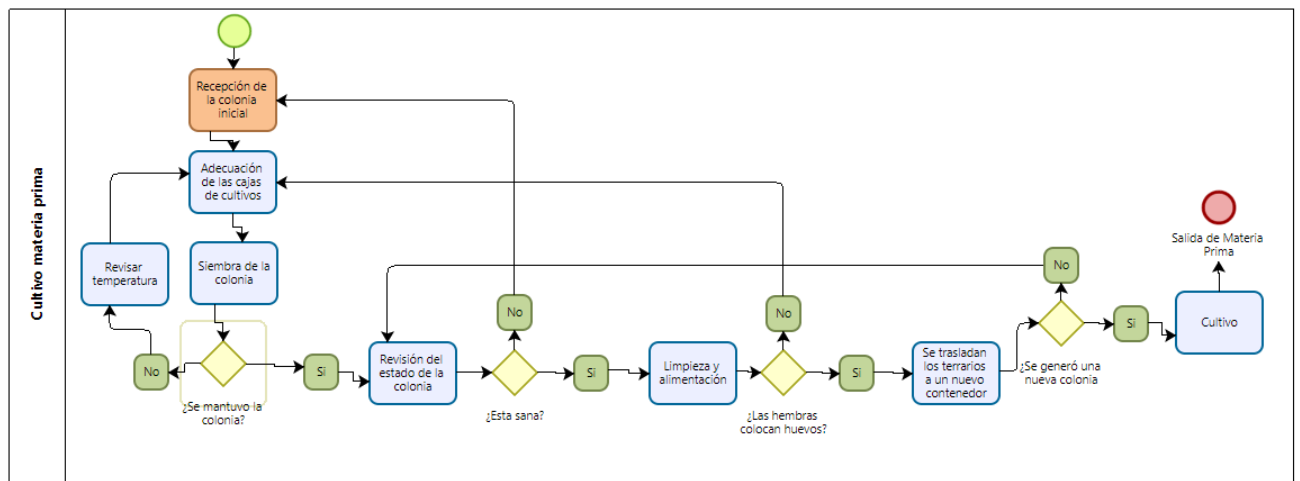 Cultivo materia prima
Recepción de
la colonia
inicial
Adecuación
de las cajas
de cultivos
Revisar
temperatura
Siembra de la
colonia
No
¿Se mantuvo la
colonia?
Si
Revisión del
estado de la
colonia
No
¿Esta sana?
Si
Limpieza y
alimentación
No
¿Las hembras
colocan huevos?
Si
Se trasladan
los terrarios
a un nuevo
contenedor
No
¿Se generó una
nueva colonia
Si
Cultivo
Salida de Materia
Prima